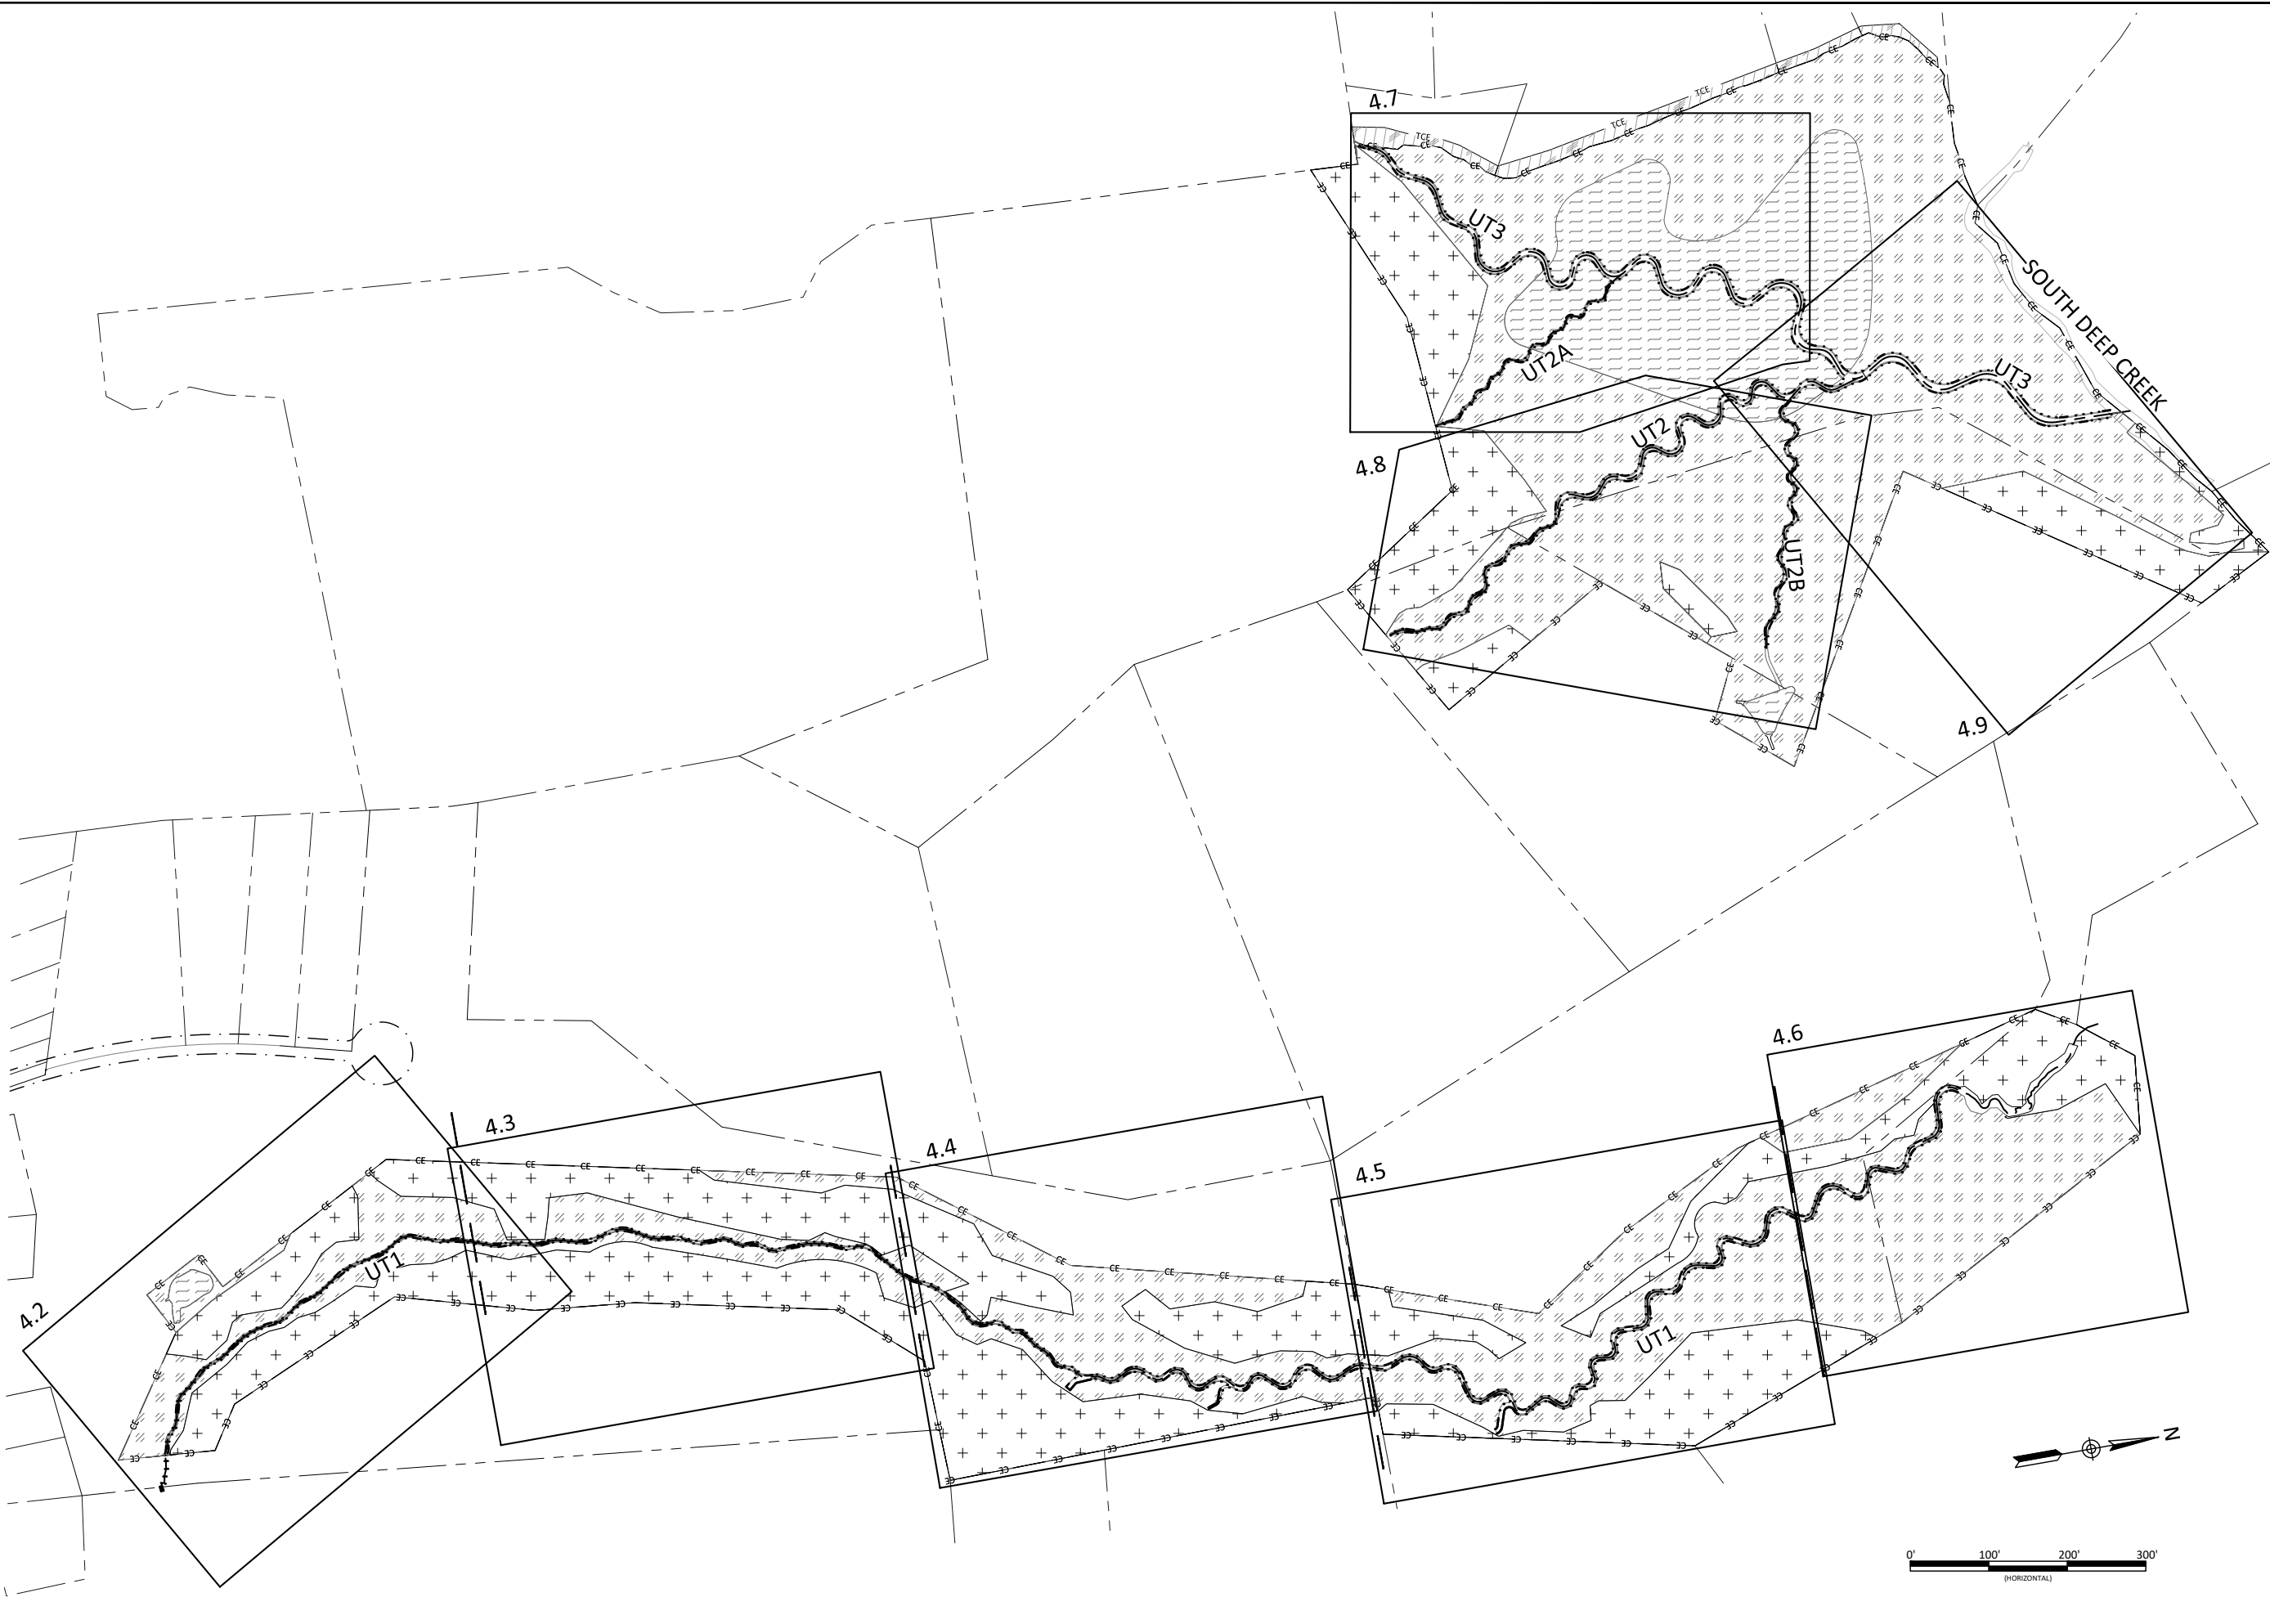 4.7
TCE
TCE
TCE
CE
UT3
SOUTH DEEP CREEK
UT2A
UT3
UT2
4.8
UT2B
4.9
4.6
4.3
4.4
4.5
UT1
4.2
UT1
N
0' 100' 200' 300'
(HORIZONTAL)